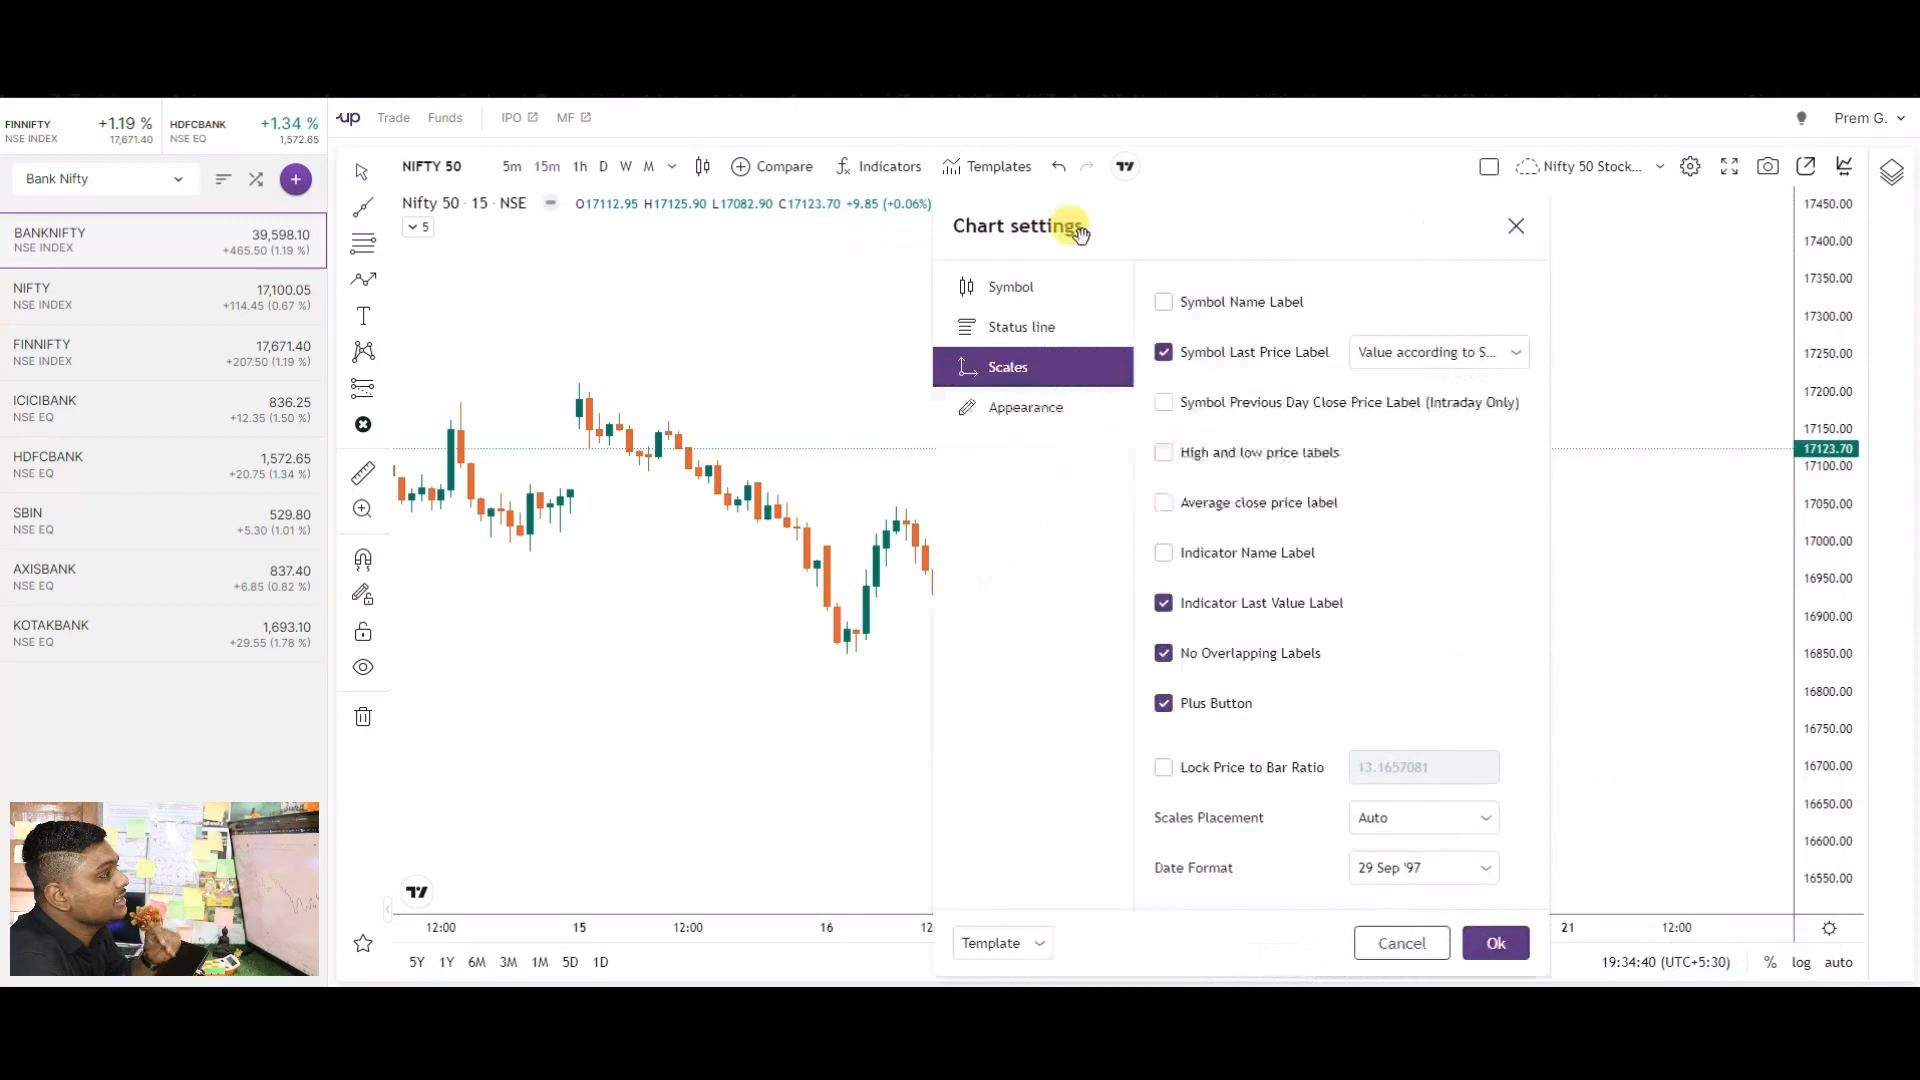 FINNIFTY +1.19 %
NSE INDEX 17,671.40
HDFCBANK +1.34 %
NSE EQ 1,572.65
up Trade Funds IPO MF
Prem G.
Bank Nifty
BANKNIFTY 39,598.10
NSE INDEX +465.50 (1.19 %)
NIFTY 17,100.05
NSE INDEX +114.45 (0.67 %)
FINNIFTY 17,671.40
NSE INDEX +207.50 (1.19 %)
ICICIBANK 836.25
NSE EQ +12.35 (1.50 %)
HDFCBANK 1,572.65
NSE EQ +20.75 (1.34 %)
SBIN 529.80
NSE EQ +5.30 (1.01 %)
AXISBANK 837.40
NSE EQ +6.85 (0.82 %)
KOTAKBANK 1,693.10
NSE EQ +29.55 (1.78 %)
NIFTY 50 5m 15m 1h D W M Compare Indicators Templates
Nifty 50 Stock...
Nifty 50 · 15 · NSE O17112.95 H17125.90 L17082.90 C17123.70 +9.85 (+0.06%)
5
Chart settings
Symbol
Status line
Scales
Appearance
Symbol Name Label
Symbol Last Price Label Value according to S...
Symbol Previous Day Close Price Label (Intraday Only)
High and low price labels
Average close price label
Indicator Name Label
Indicator Last Value Label
No Overlapping Labels
Plus Button
Lock Price to Bar Ratio 13.1657081
Scales Placement Auto
Date Format 29 Sep '97
Template Cancel Ok
17450.00
17400.00
17350.00
17300.00
17250.00
17200.00
17150.00
17123.70
17100.00
17050.00
17000.00
16950.00
16900.00
16850.00
16800.00
16750.00
16700.00
16650.00
16600.00
16550.00
12:00 15 12:00 16 12 21 12:00
5Y 1Y 6M 3M 1M 5D 1D
19:34:40 (UTC+5:30) % log auto